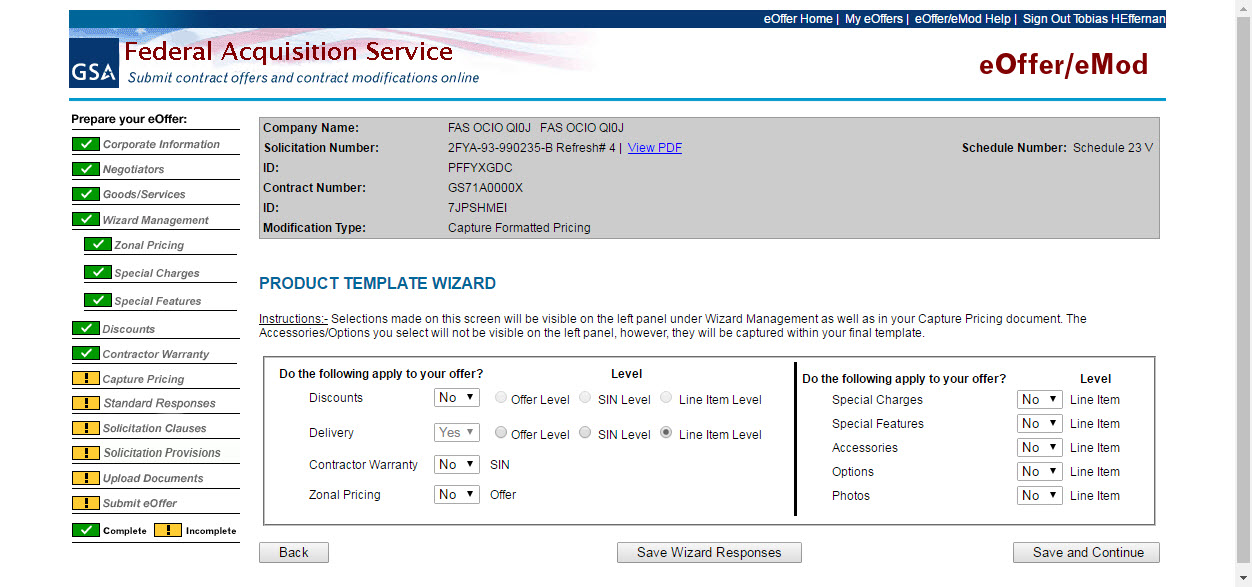 eOffer Home | My eOffers | eOffer/eMod Help | Sign Out Tobias HEffernan
GSA
Federal Acquisition Service
Submit contract offers and contract modifications online
eOffer/eMod
Prepare your eOffer:
Corporate Information
Negotiators
Goods/Services
Wizard Management
Zonal Pricing
Special Charges
Special Features
Discounts
Contractor Warranty
! Capture Pricing
! Standard Responses
! Solicitation Clauses
! Solicitation Provisions
! Upload Documents
! Submit eOffer
Complete ! Incomplete
Company Name: FAS OCIO QI0J FAS OCIO QI0J
Solicitation Number: 2FYA-93-990235-B Refresh# 4 | View PDF Schedule Number: Schedule 23 V
ID: PFFYXGDC
Contract Number: GS71A0000X
ID: 7JPSHMEI
Modification Type: Capture Formatted Pricing
PRODUCT TEMPLATE WIZARD
Instructions:- Selections made on this screen will be visible on the left panel under Wizard Management as well as in your Capture Pricing document. The
Accessories/Options you select will not be visible on the left panel, however, they will be captured within your final template.
Do the following apply to your offer? Level
Discounts No Offer Level SIN Level Line Item Level
Delivery Yes Offer Level SIN Level Line Item Level
Contractor Warranty No SIN
Zonal Pricing No Offer
Do the following apply to your offer? Level
Special Charges No Line Item
Special Features No Line Item
Accessories No Line Item
Options No Line Item
Photos No Line Item
Back Save Wizard Responses Save and Continue